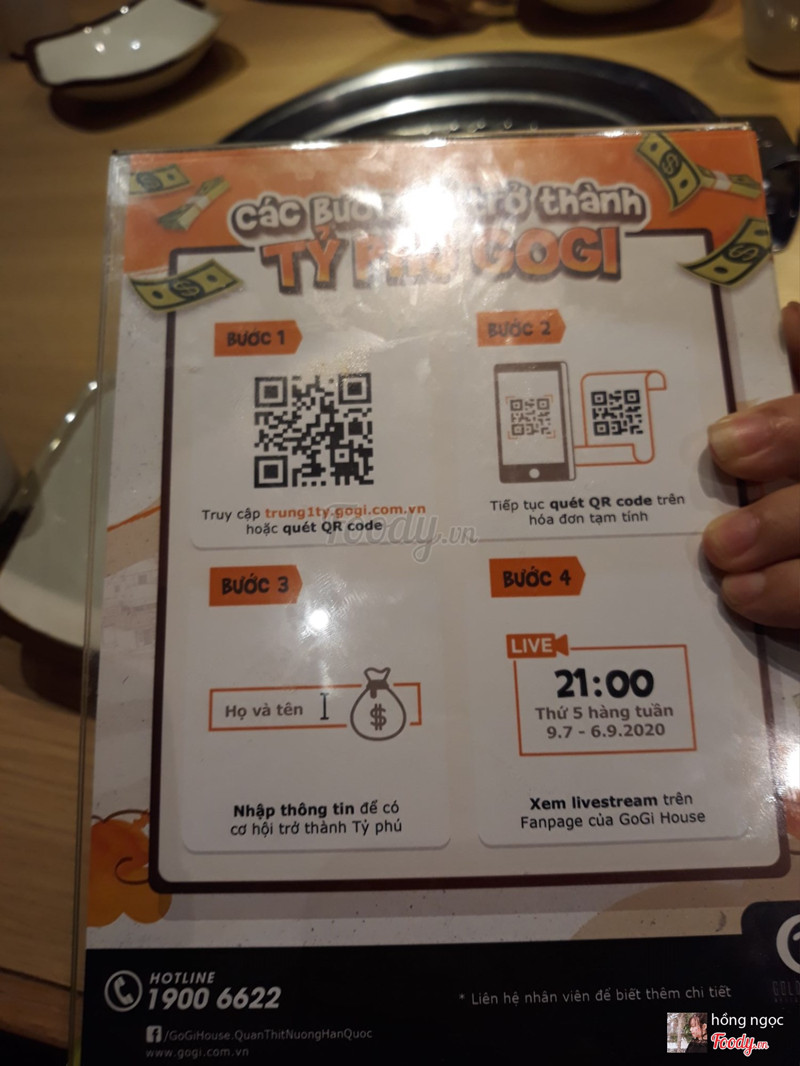 Các Bước trở thành
TỶ PHÚ GOGI
BƯỚC 1
BƯỚC 2
Truy cập trung1ty.gogi.com.vn
hoặc quét QR code
Tiếp tục quét QR code trên
hóa đơn tạm tính
Foody.vn
BƯỚC 3
BƯỚC 4
Họ và tên
$
LIVE
21:00
Thứ 5 hàng tuần
9.7 - 6.9.2020
Nhập thông tin để có
cơ hội trở thành Tỷ phú
Xem livestream trên
Fanpage của GoGi House
HOTLINE
1900 6622
* Liên hệ nhân viên để biết thêm chi tiết
/GoGiHouse.QuanThitNuongHanQuoc
www.gogi.com.vn
hồng ngọc
Foody.vn